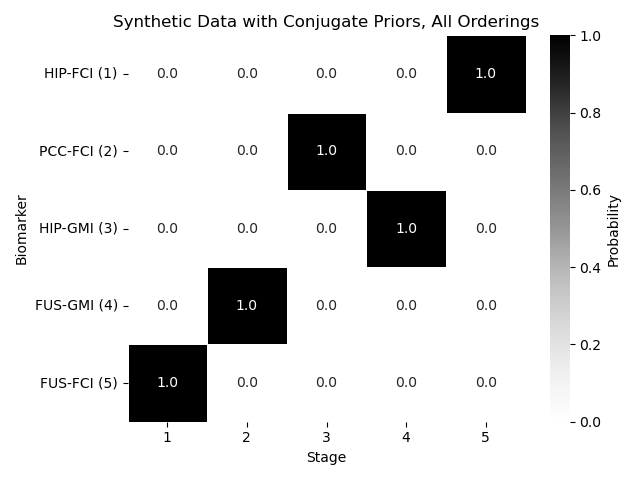 Synthetic Data with Conjugate Priors, All Orderings
HIP-FCI (1) 0.0 0.0 0.0 0.0 1.0
PCC-FCI (2) 0.0 0.0 1.0 0.0 0.0
HIP-GMI (3) 0.0 0.0 0.0 1.0 0.0
FUS-GMI (4) 0.0 1.0 0.0 0.0 0.0
FUS-FCI (5) 1.0 0.0 0.0 0.0 0.0
1 2 3 4 5
Stage
Biomarker
1.0
0.8
0.6
0.4
0.2
0.0
Probability